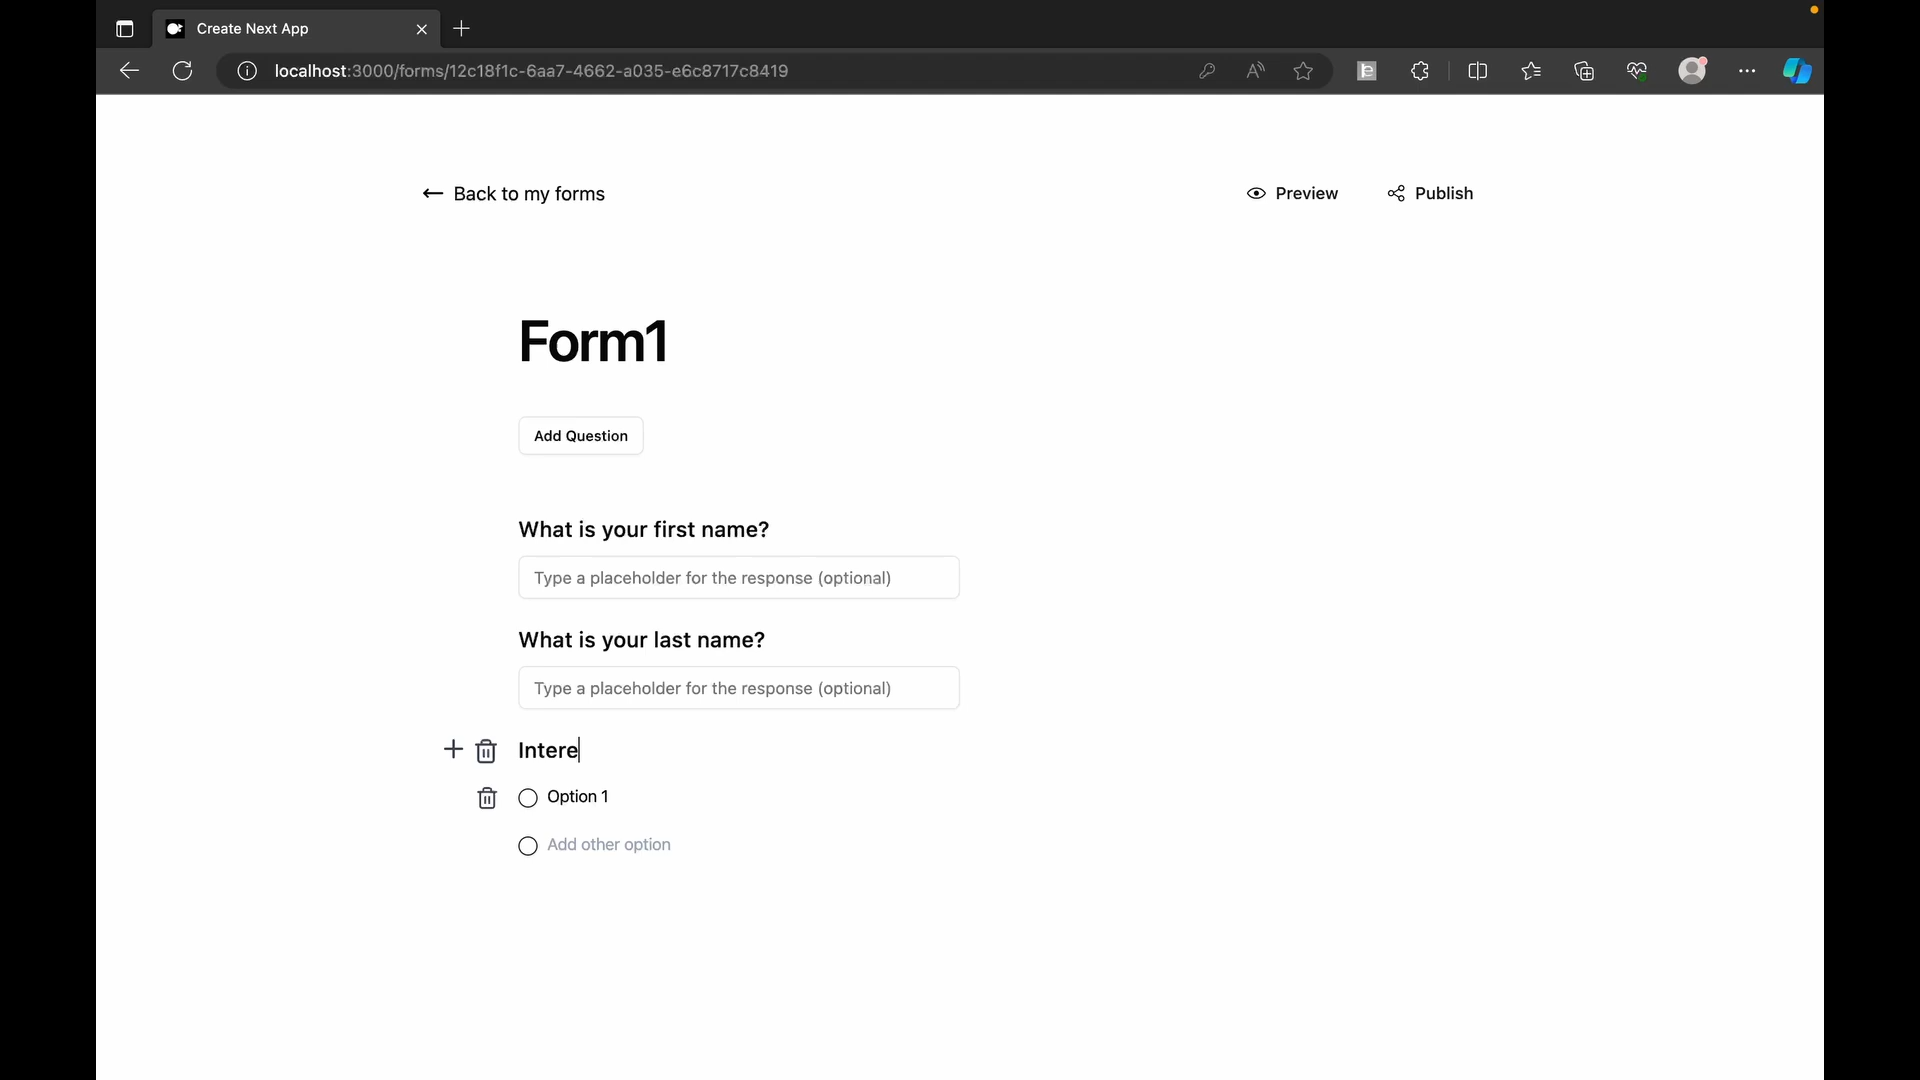 Create Next App
localhost:3000/forms/12c18f1c-6aa7-4662-a035-e6c8717c8419
Back to my forms
Preview
Publish
Form1
Add Question
What is your first name?
Type a placeholder for the response (optional)
What is your last name?
Type a placeholder for the response (optional)
Intere
Option 1
Add other option